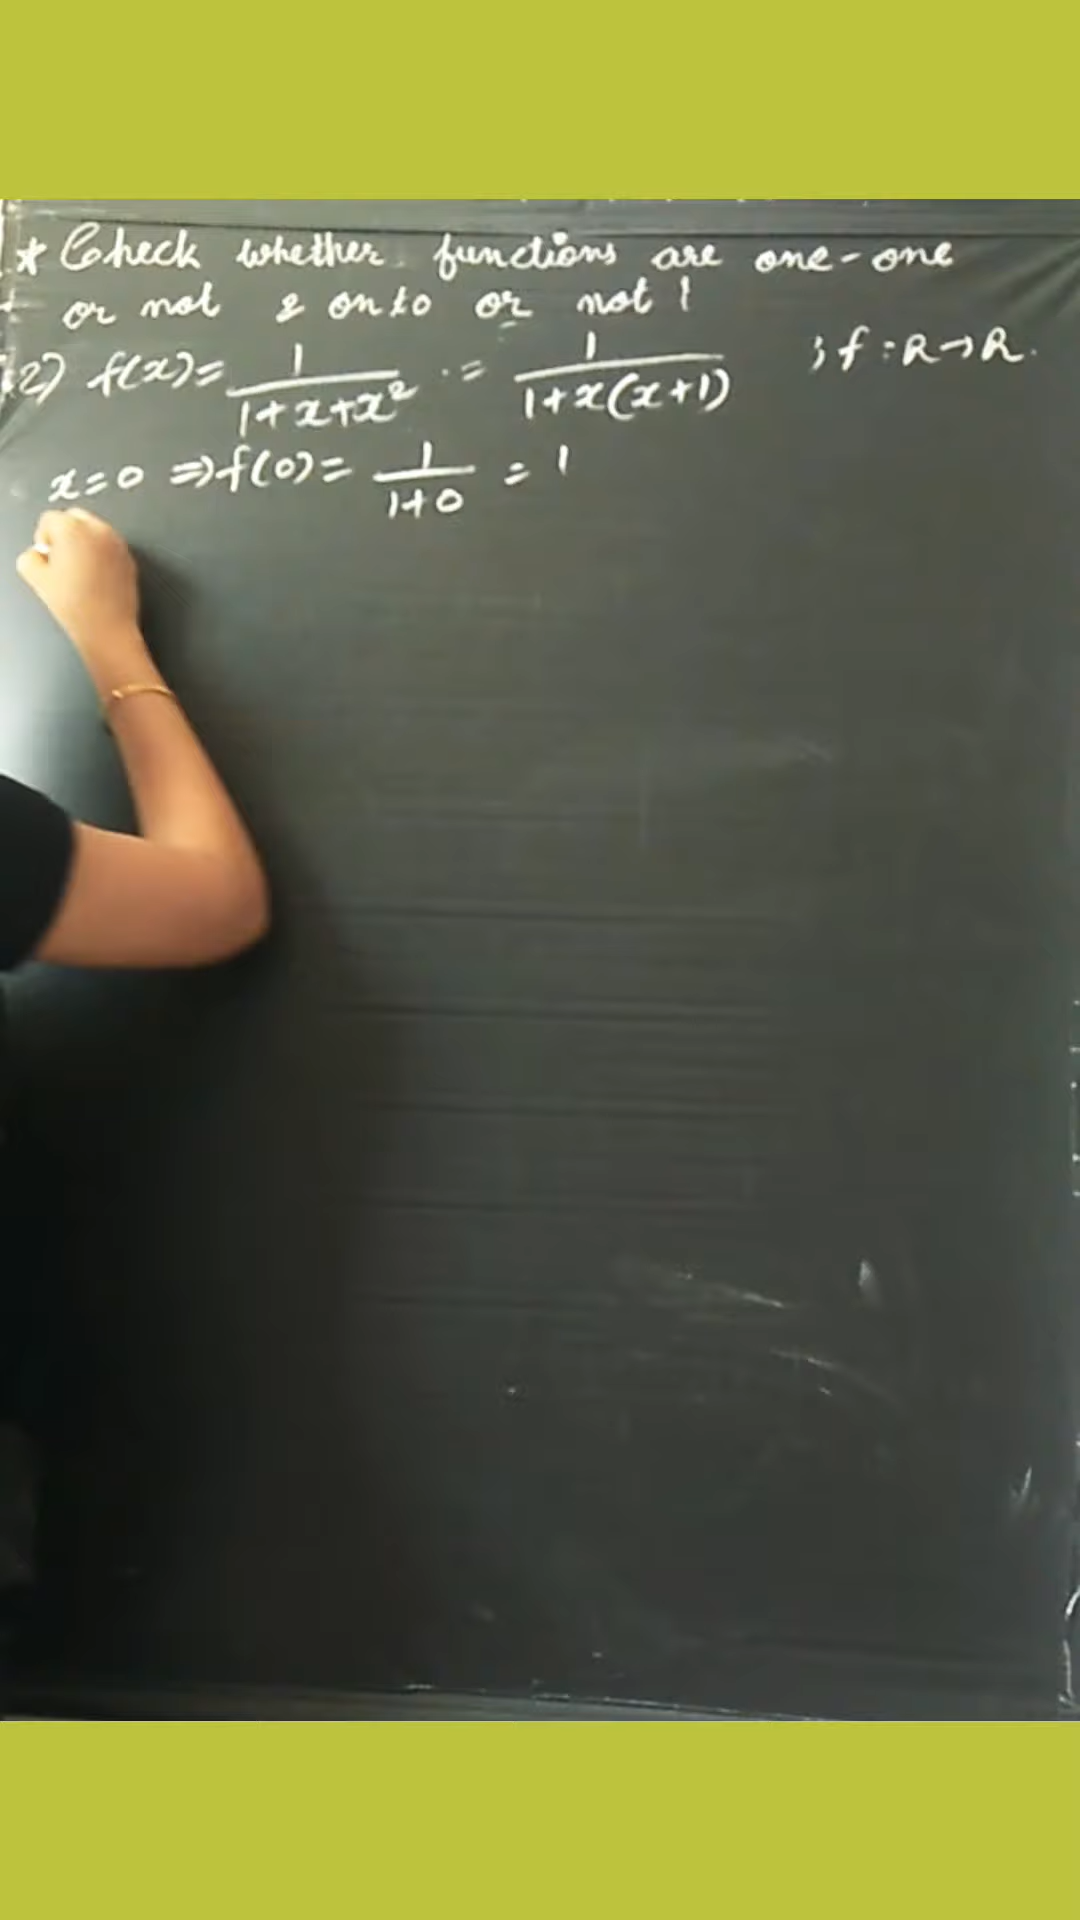 * Check whether functions are one-one
or not & onto or not !
2) f(x) = 1/(1+x+x²) = 1/(1+x(x+1)) ; f : R → R.
x=0 ⇒ f(0) = 1/(1+0) = 1